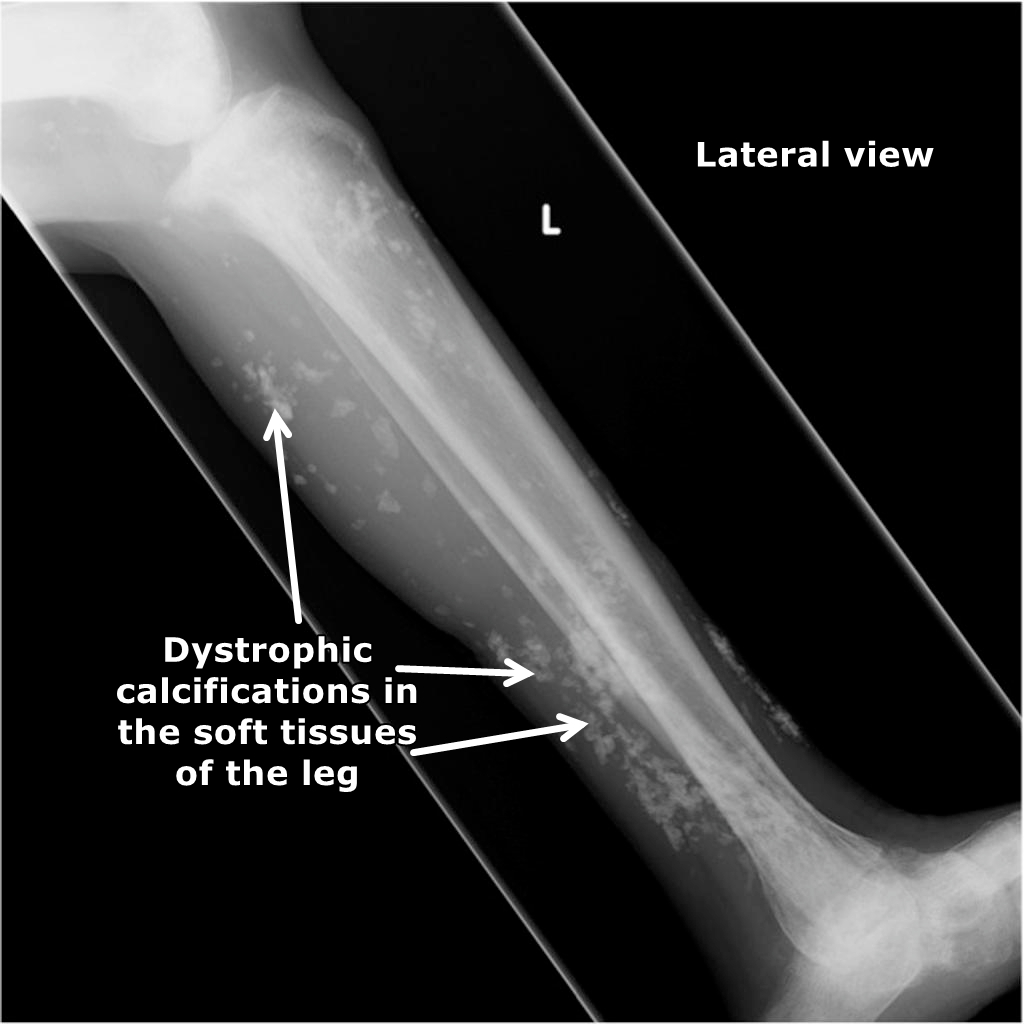 Lateral view
L
Dystrophic
calcifications in
the soft tissues
of the leg